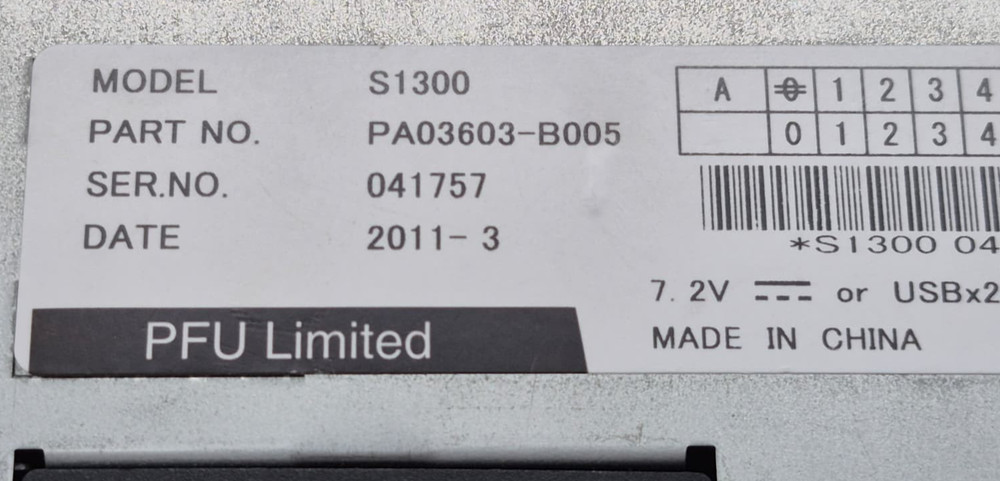 MODEL S1300
PART NO. PA03603-B005
SER.NO. 041757
DATE 2011- 3
PFU Limited
A 0 1 2 3 4
0 1 2 3 4
*S1300 04
7. 2V or USBx2
MADE IN CHINA